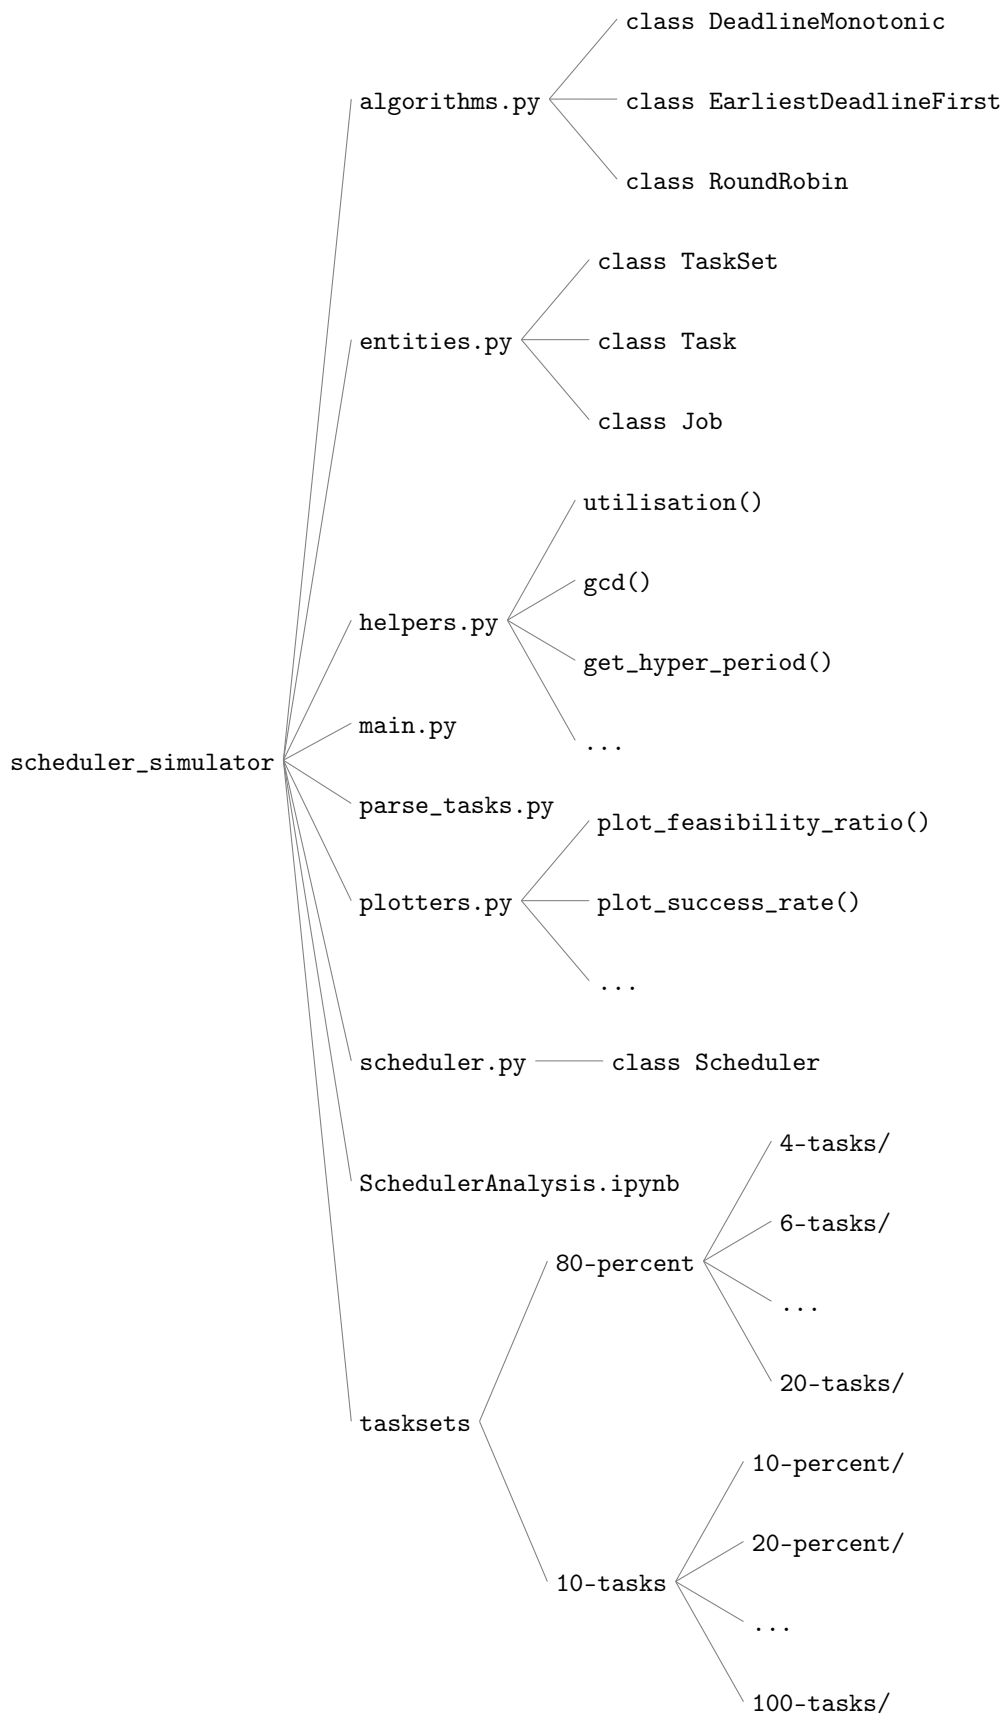 class DeadlineMonotonic
algorithms.py
class EarliestDeadlineFirst
class RoundRobin
class TaskSet
entities.py
class Task
class Job
utilisation()
gcd()
helpers.py
get_hyper_period()
main.py
...
scheduler_simulator
parse_tasks.py
plot_feasibility_ratio()
plotters.py
plot_success_rate()
...
scheduler.py
class Scheduler
4-tasks/
SchedulerAnalysis.ipynb
6-tasks/
80-percent
...
20-tasks/
tasksets
10-percent/
20-percent/
10-tasks
...
100-tasks/